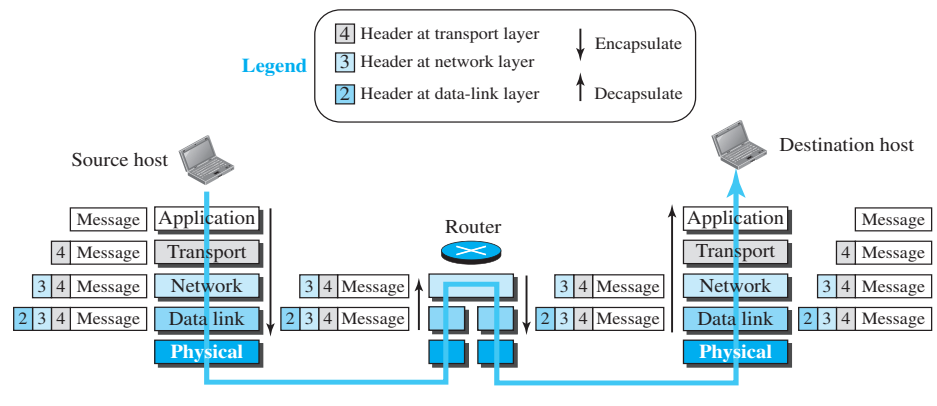 4 Header at transport layer
Encapsulate
Legend
3 Header at network layer
2 Header at data-link layer
Decapsulate
Source host
Destination host
Message
Application
Router
Application
Message
4 Message
Transport
Transport
4 Message
3 4 Message
Network
3 4 Message
3 4 Message
Network
3 4 Message
2 3 4 Message
Data link
2 3 4 Message
2 3 4 Message
Data link
2 3 4 Message
Physical
Physical